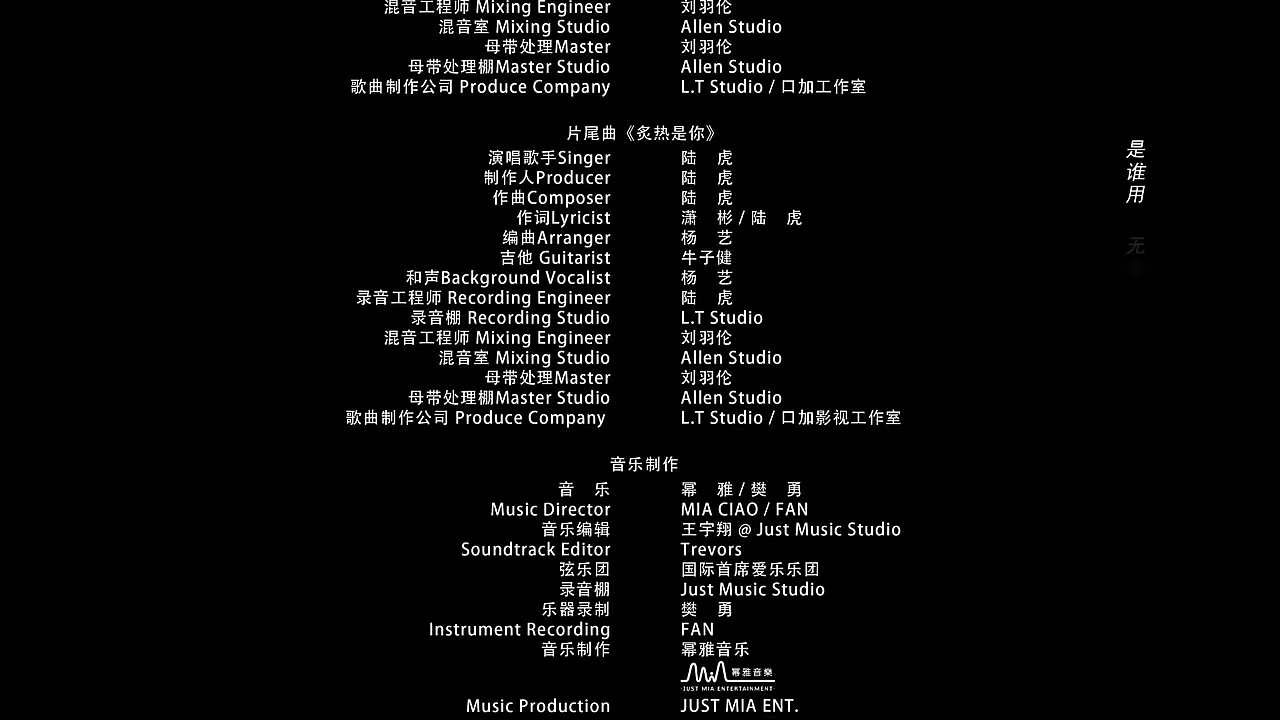 混音工程师 Mixing Engineer 刘羽伦
混音室 Mixing Studio Allen Studio
母带处理Master 刘羽伦
母带处理棚Master Studio Allen Studio
歌曲制作公司 Produce Company L.T Studio / 口加工作室
片尾曲《炙热是你》
演唱歌手Singer 陆 虎
制作人Producer 陆 虎
作曲Composer 陆 虎
作词Lyricist 潇 彬 / 陆 虎
编曲Arranger 杨 艺
吉他 Guitarist 牛子健
和声Background Vocalist 杨 艺
录音工程师 Recording Engineer 陆 虎
录音棚 Recording Studio L.T Studio
混音工程师 Mixing Engineer 刘羽伦
混音室 Mixing Studio Allen Studio
母带处理Master 刘羽伦
母带处理棚Master Studio Allen Studio
歌曲制作公司 Produce Company L.T Studio / 口加影视工作室
音乐制作
音 乐 幂 雅 / 樊 勇
Music Director MIA CIAO / FAN
音乐编辑 王宇翔 @ Just Music Studio
Soundtrack Editor Trevors
弦乐团 国际首席爱乐乐团
录音棚 Just Music Studio
乐器录制 樊 勇
Instrument Recording FAN
音乐制作 幂雅音乐
MiA 幂雅音樂
JUST MIA ENTERTAINMENT
Music Production JUST MIA ENT.
是谁用
无